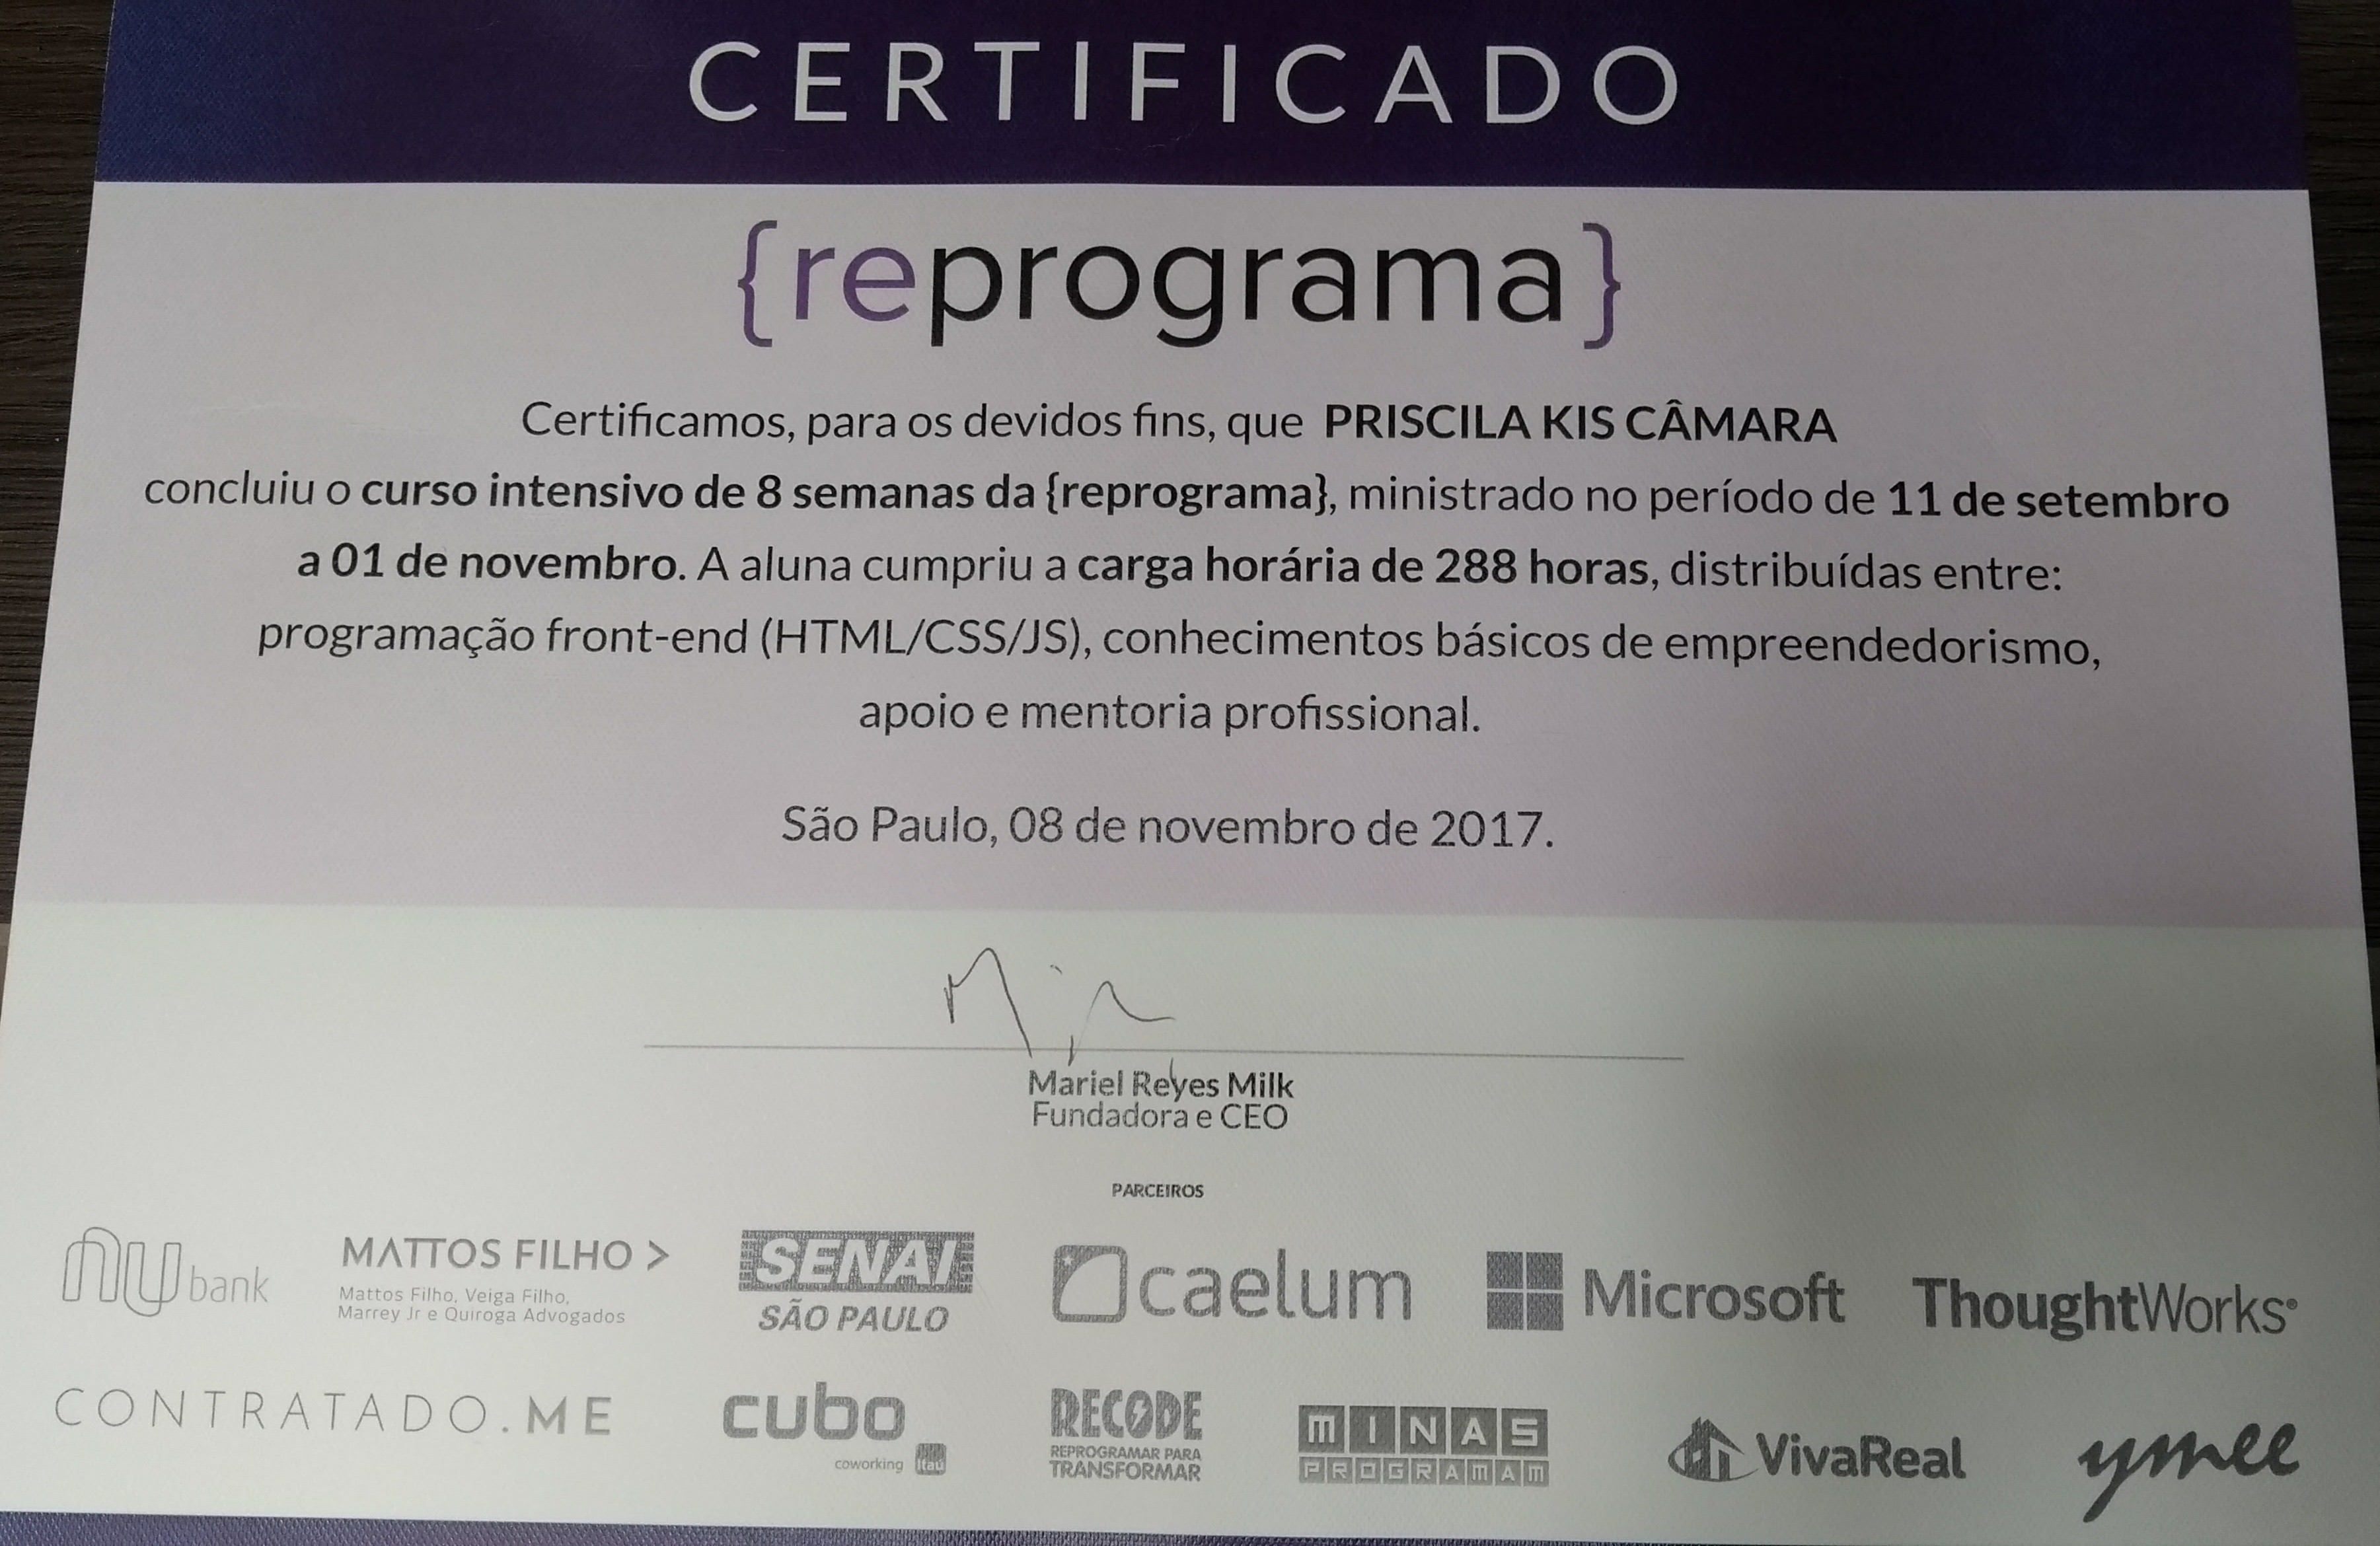 CERTIFICADO
{reprograma}
Certificamos, para os devidos fins, que PRISCILA KIS CÂMARA
concluiu o curso intensivo de 8 semanas da {reprograma}, ministrado no período de 11 de setembro
a 01 de novembro. A aluna cumpriu a carga horária de 288 horas, distribuídas entre:
programação front-end (HTML/CSS/JS), conhecimentos básicos de empreendedorismo,
apoio e mentoria profissional.
São Paulo, 08 de novembro de 2017.
Mariel Reyes Milk
Fundadora e CEO
PARCEIROS
nubank
MATTOS FILHO >
Mattos Filho, Veiga Filho,
Marrey Jr e Quiroga Advogados
SENAI
SÃO PAULO
caelum
Microsoft
ThoughtWorks®
CONTRATADO.ME
cubo
coworking Itaú
RECODE
REPROGRAMAR PARA
TRANSFORMAR
MINAS
PROGRAMAM
VivaReal
ymee